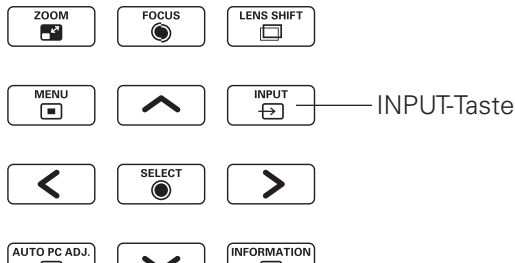 ZOOM FOCUS LENS SHIFT
MENU INPUT INPUT-Taste
SELECT
AUTO PC ADJ. INFORMATION